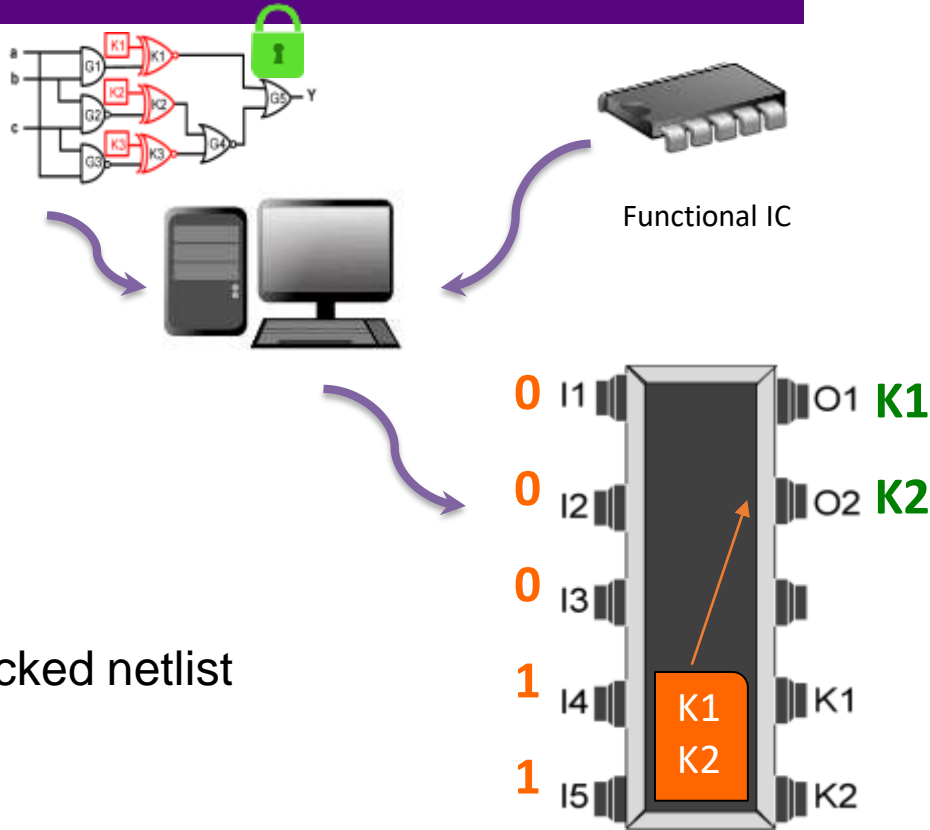 a
b
c
K1
K2
K3
G1
G2
G3
K1
K2
K3
G4
G5
Y
Functional IC
0 I1 O1 K1
0 I2 O2 K2
0 I3
cked netlist
1 I4 K1 K1
K2
1 I5 K2